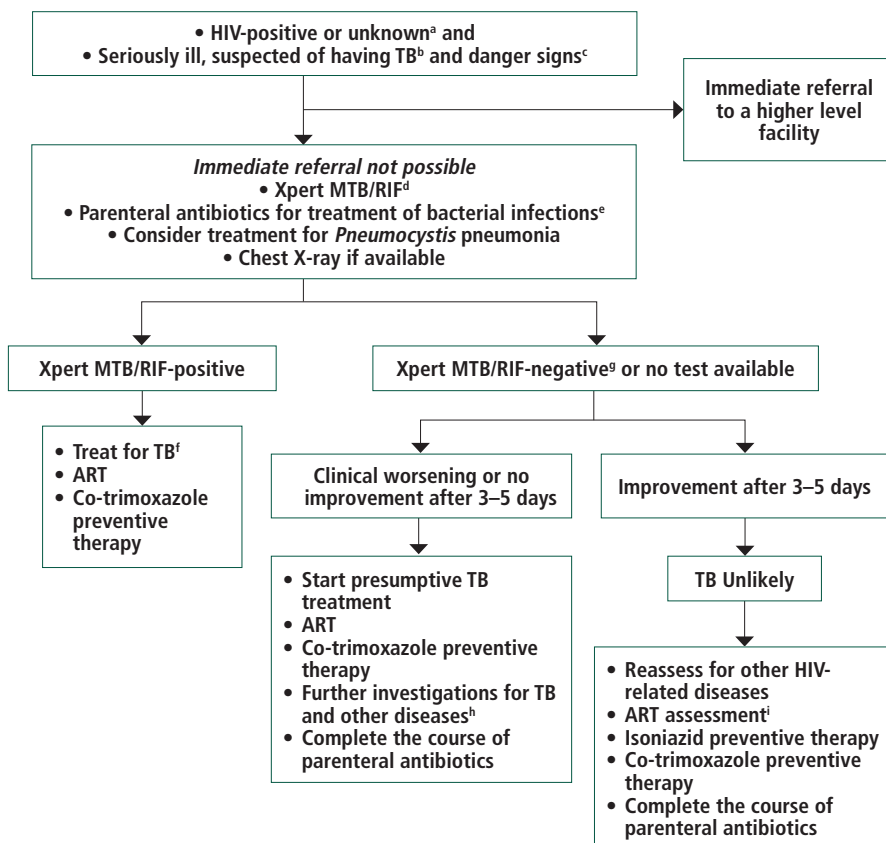 • HIV-positive or unknownᵃ and
• Seriously ill, suspected of having TBᵇ and danger signsᶜ
Immediate referral
to a higher level
facility
Immediate referral not possible
• Xpert MTB/RIFᵈ
• Parenteral antibiotics for treatment of bacterial infectionsᵉ
• Consider treatment for Pneumocystis pneumonia
• Chest X-ray if available
Xpert MTB/RIF-positive
Xpert MTB/RIF-negativeᵍ or no test available
• Treat for TBᶠ
• ART
• Co-trimoxazole
preventive
therapy
Clinical worsening or no
improvement after 3–5 days
Improvement after 3–5 days
• Start presumptive TB
treatment
• ART
• Co-trimoxazole preventive
therapy
• Further investigations for TB
and other diseasesʰ
• Complete the course of
parenteral antibiotics
TB Unlikely
• Reassess for other HIV-
related diseases
• ART assessmentⁱ
• Isoniazid preventive therapy
• Co-trimoxazole preventive
therapy
• Complete the course of
parenteral antibiotics